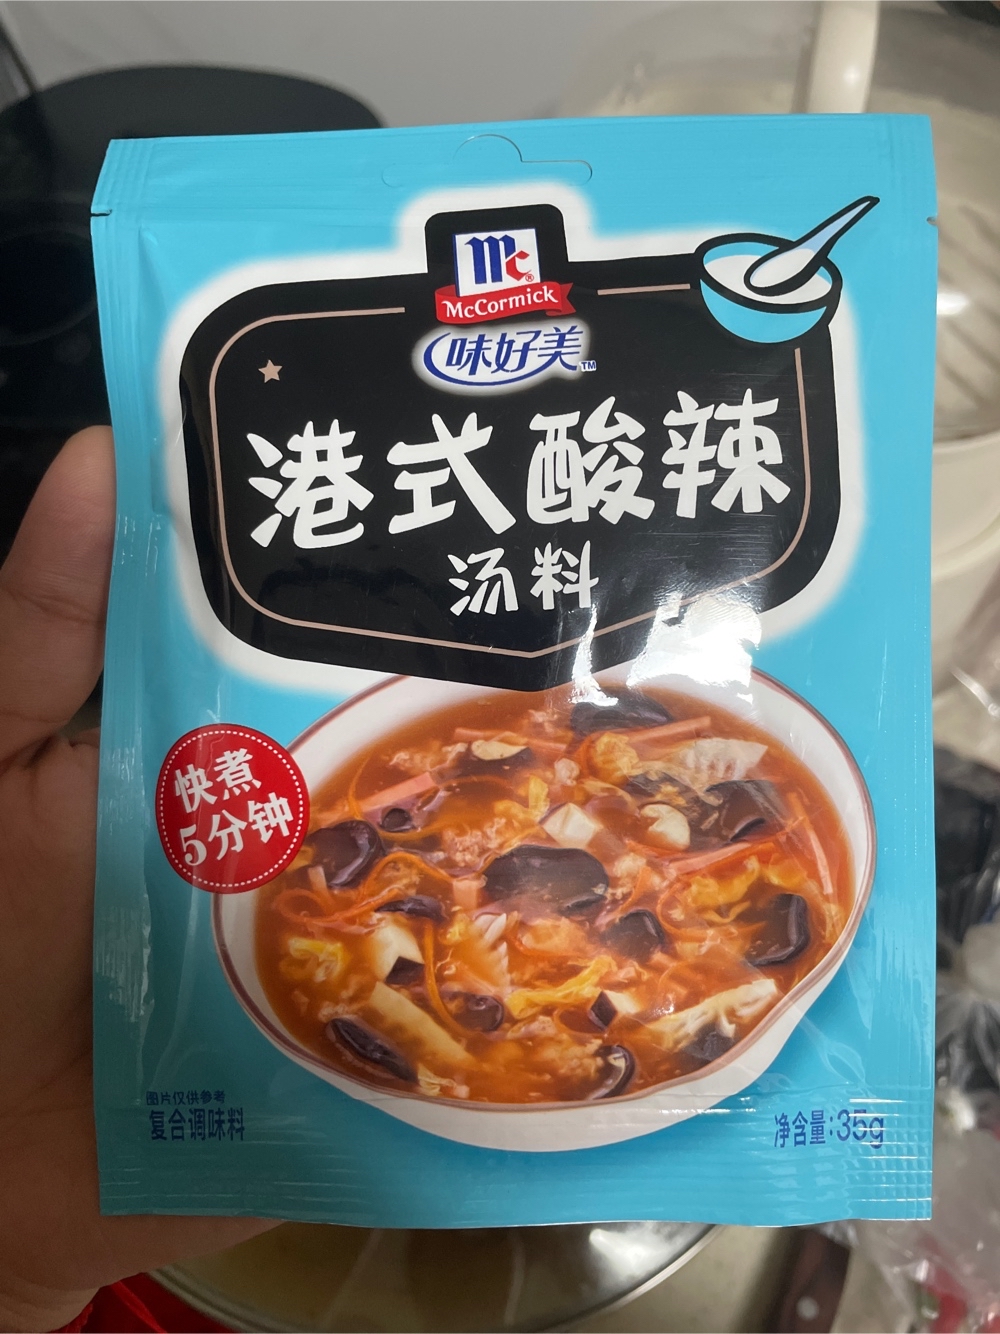 mc®
McCormick
味好美™
港式酸辣
汤料
快煮
5分钟
图片仅供参考
复合调味料
净含量:35g